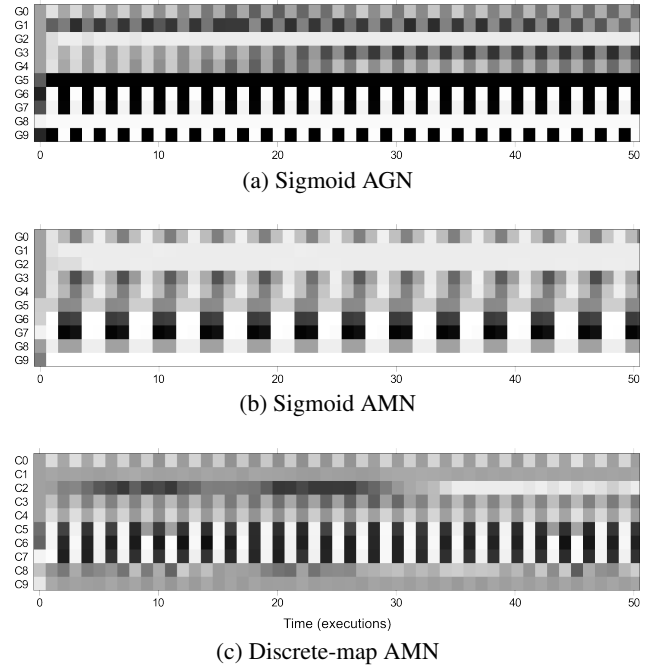 G0
G1
G2
G3
G4
G5
G6
G7
G8
G9
0 10 20 30 40 50
(a) Sigmoid AGN
G0
G1
G2
G3
G4
G5
G6
G7
G8
G9
0 10 20 30 40 50
(b) Sigmoid AMN
C0
C1
C2
C3
C4
C5
C6
C7
C8
C9
0 10 20 30 40 50
Time (executions)
(c) Discrete-map AMN